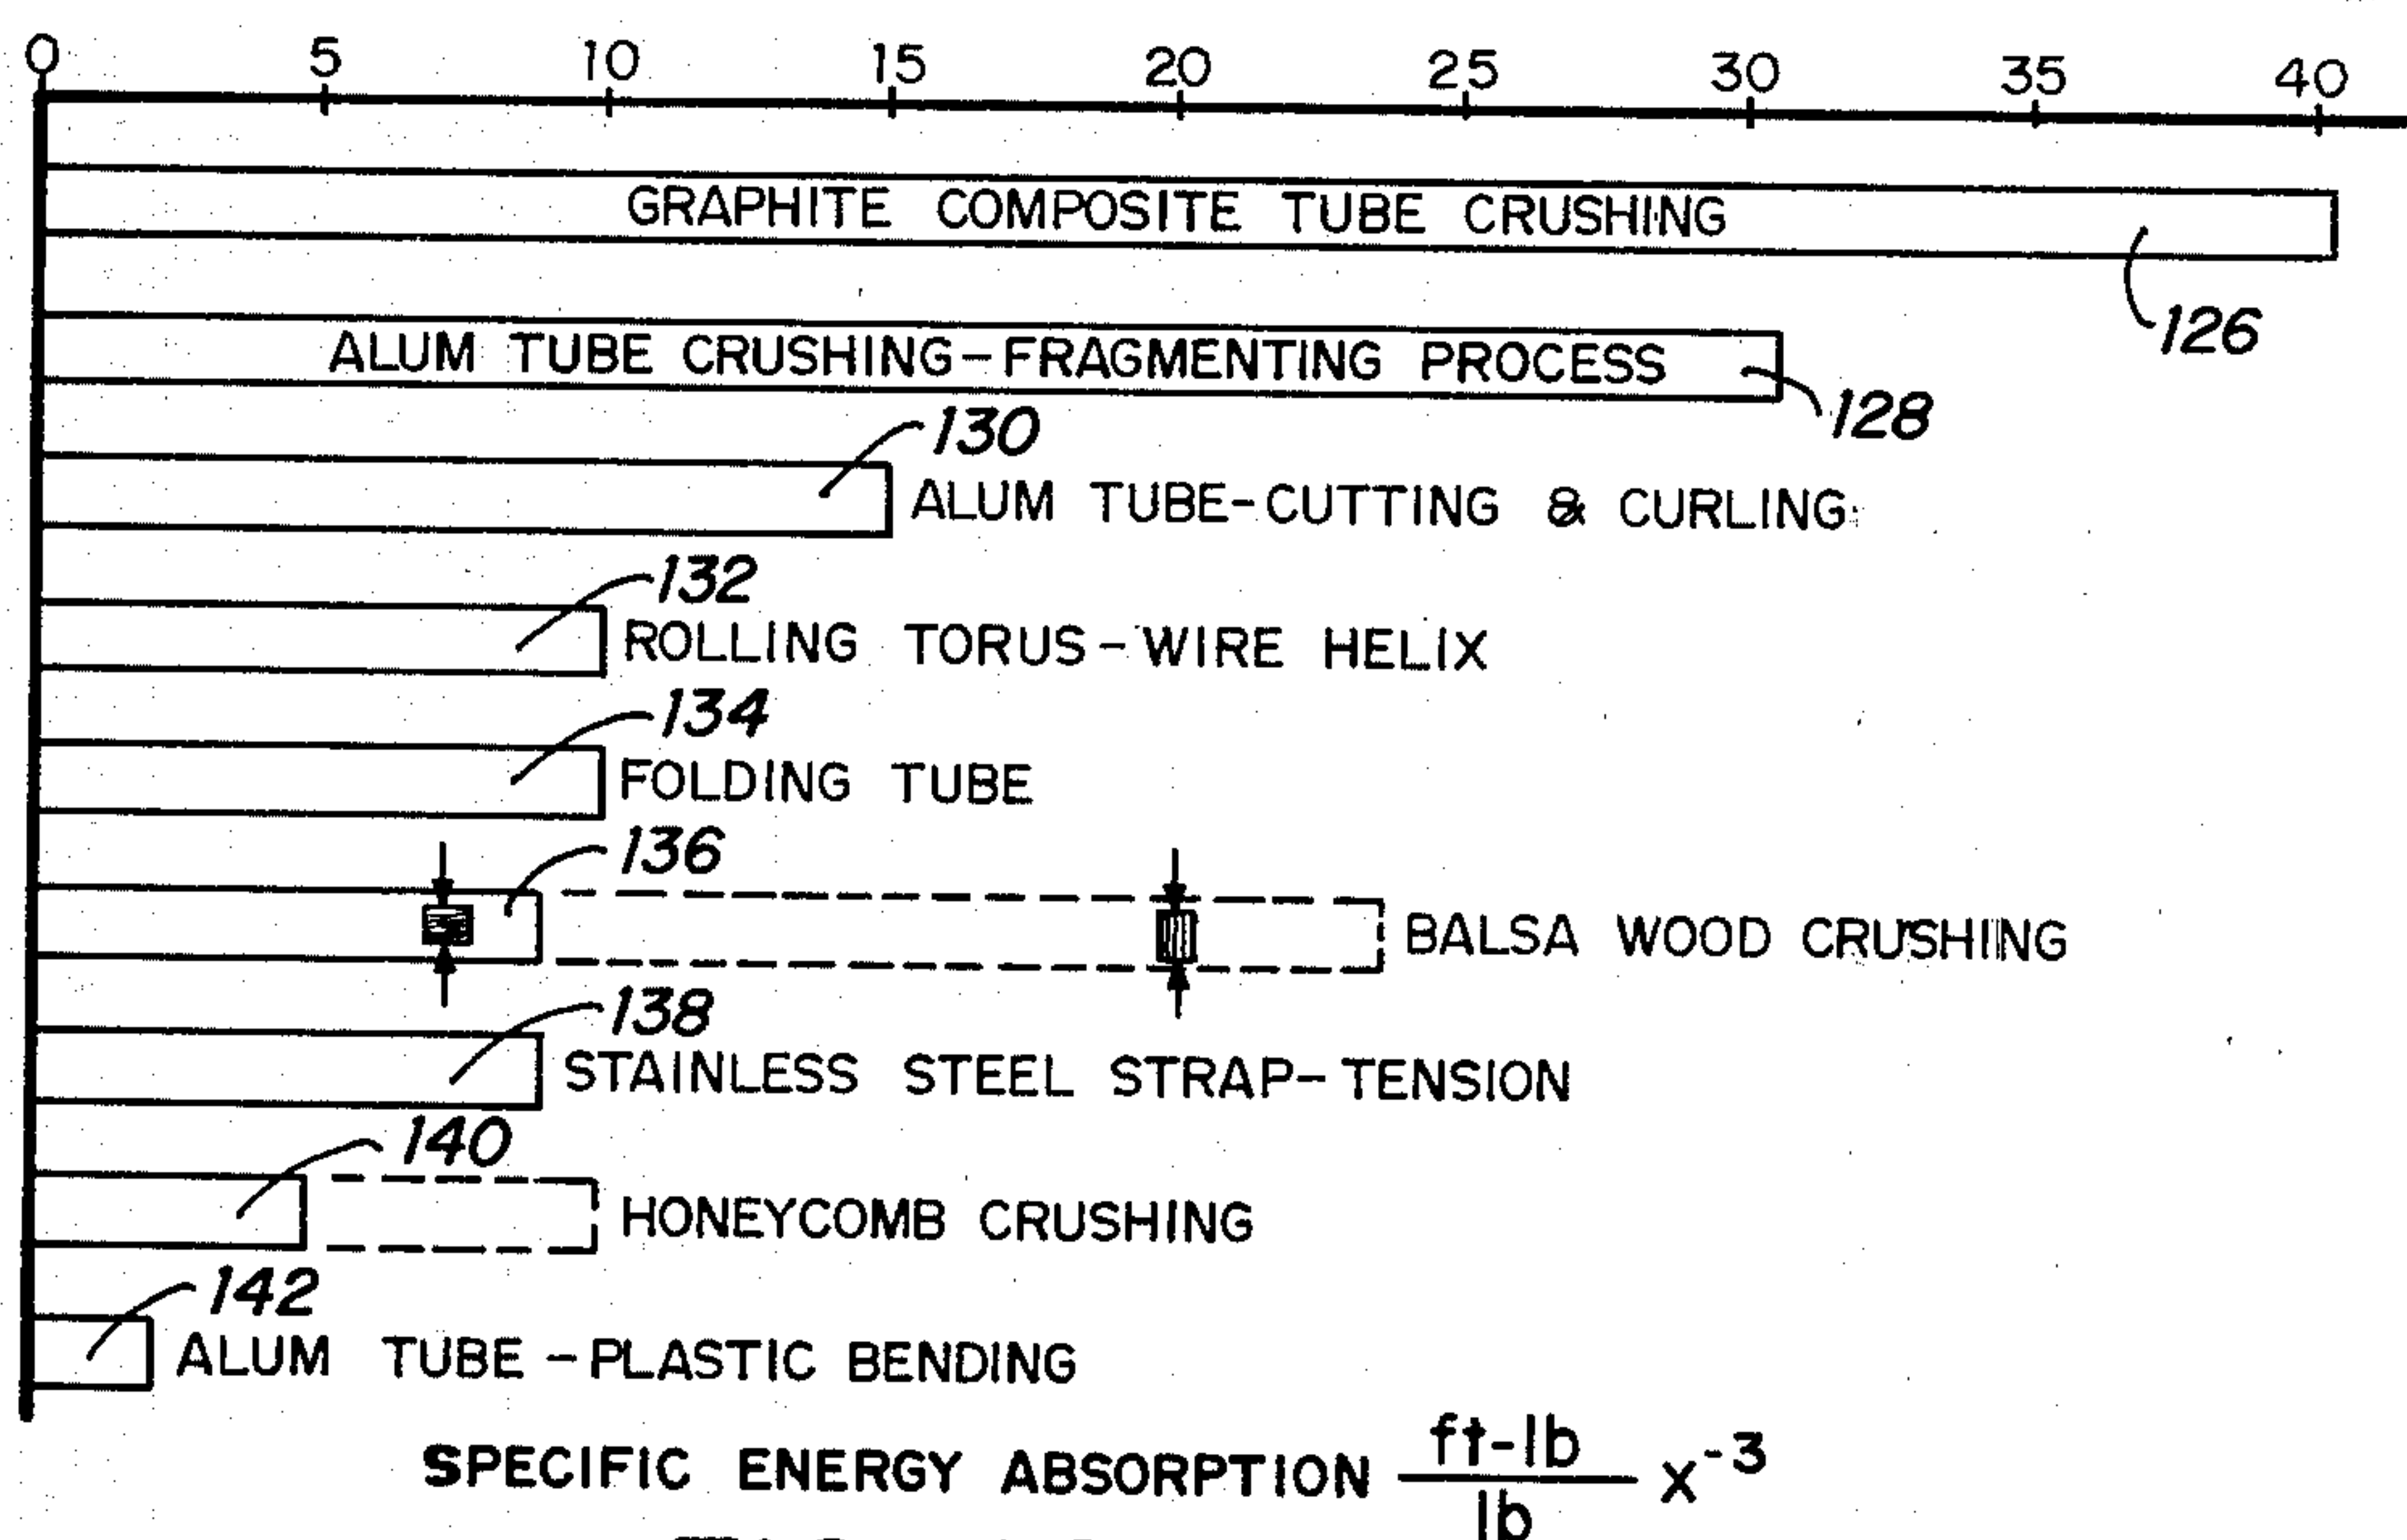 0 5 10 15 20 25 30 35 40
GRAPHITE COMPOSITE TUBE CRUSHING
126
ALUM TUBE CRUSHING-FRAGMENTING PROCESS
128
130
ALUM TUBE-CUTTING & CURLING
132
ROLLING TORUS-WIRE HELIX
134
FOLDING TUBE
136
BALSA WOOD CRUSHING
138
STAINLESS STEEL STRAP-TENSION
140
HONEYCOMB CRUSHING
142
ALUM TUBE-PLASTIC BENDING
SPECIFIC ENERGY ABSORPTION ft-lb/lb x⁻³